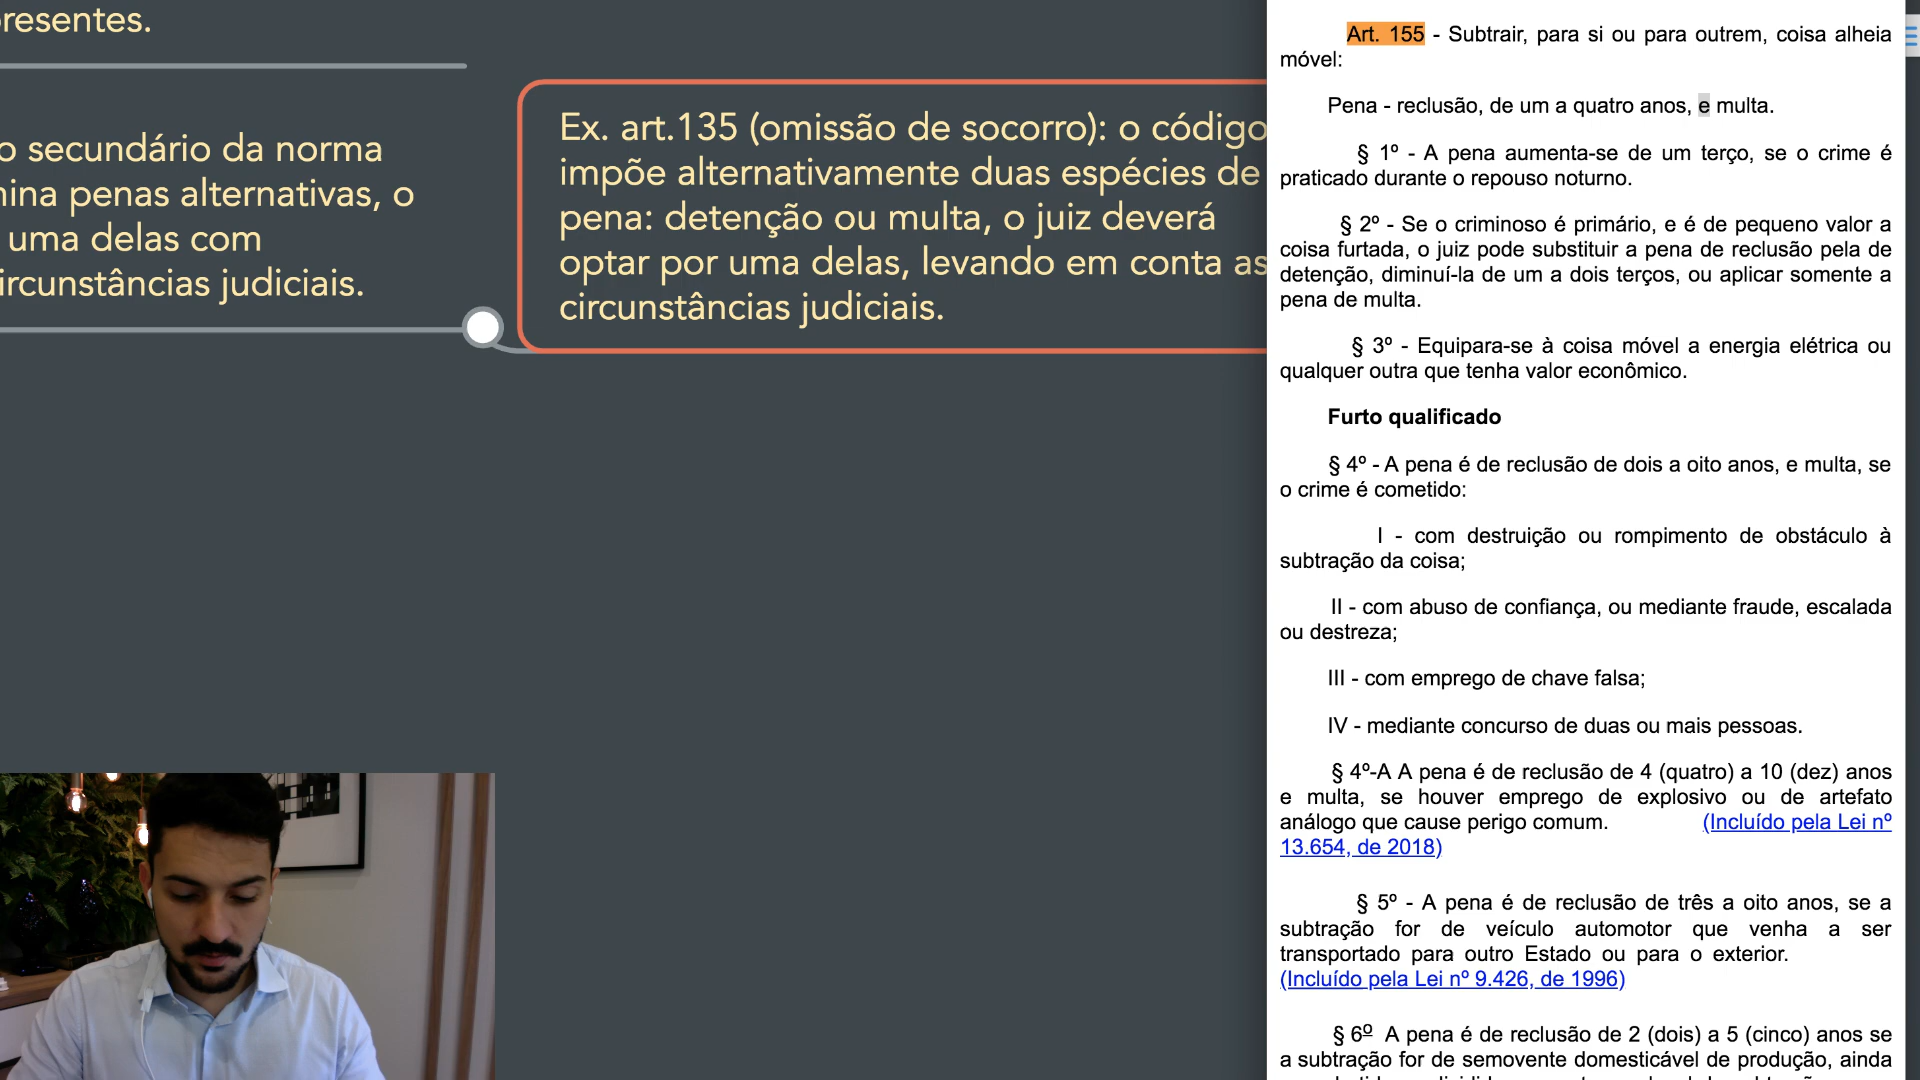 presentes.
o secundário da norma
mina penas alternativas, o
uma delas com
ircunstâncias judiciais.
Ex. art.135 (omissão de socorro): o código
impõe alternativamente duas espécies de
pena: detenção ou multa, o juiz deverá
optar por uma delas, levando em conta as
circunstâncias judiciais.
Art. 155 - Subtrair, para si ou para outrem, coisa alheia
móvel:
Pena - reclusão, de um a quatro anos, e multa.
§ 1º - A pena aumenta-se de um terço, se o crime é
praticado durante o repouso noturno.
§ 2º - Se o criminoso é primário, e é de pequeno valor a
coisa furtada, o juiz pode substituir a pena de reclusão pela de
detenção, diminuí-la de um a dois terços, ou aplicar somente a
pena de multa.
§ 3º - Equipara-se à coisa móvel a energia elétrica ou
qualquer outra que tenha valor econômico.
Furto qualificado
§ 4º - A pena é de reclusão de dois a oito anos, e multa, se
o crime é cometido:
I - com destruição ou rompimento de obstáculo à
subtração da coisa;
II - com abuso de confiança, ou mediante fraude, escalada
ou destreza;
III - com emprego de chave falsa;
IV - mediante concurso de duas ou mais pessoas.
§ 4º-A A pena é de reclusão de 4 (quatro) a 10 (dez) anos
e multa, se houver emprego de explosivo ou de artefato
análogo que cause perigo comum. (Incluído pela Lei nº
13.654, de 2018)
§ 5º - A pena é de reclusão de três a oito anos, se a
subtração for de veículo automotor que venha a ser
transportado para outro Estado ou para o exterior.
(Incluído pela Lei nº 9.426, de 1996)
§ 6º A pena é de reclusão de 2 (dois) a 5 (cinco) anos se
a subtração for de semovente domesticável de produção, ainda